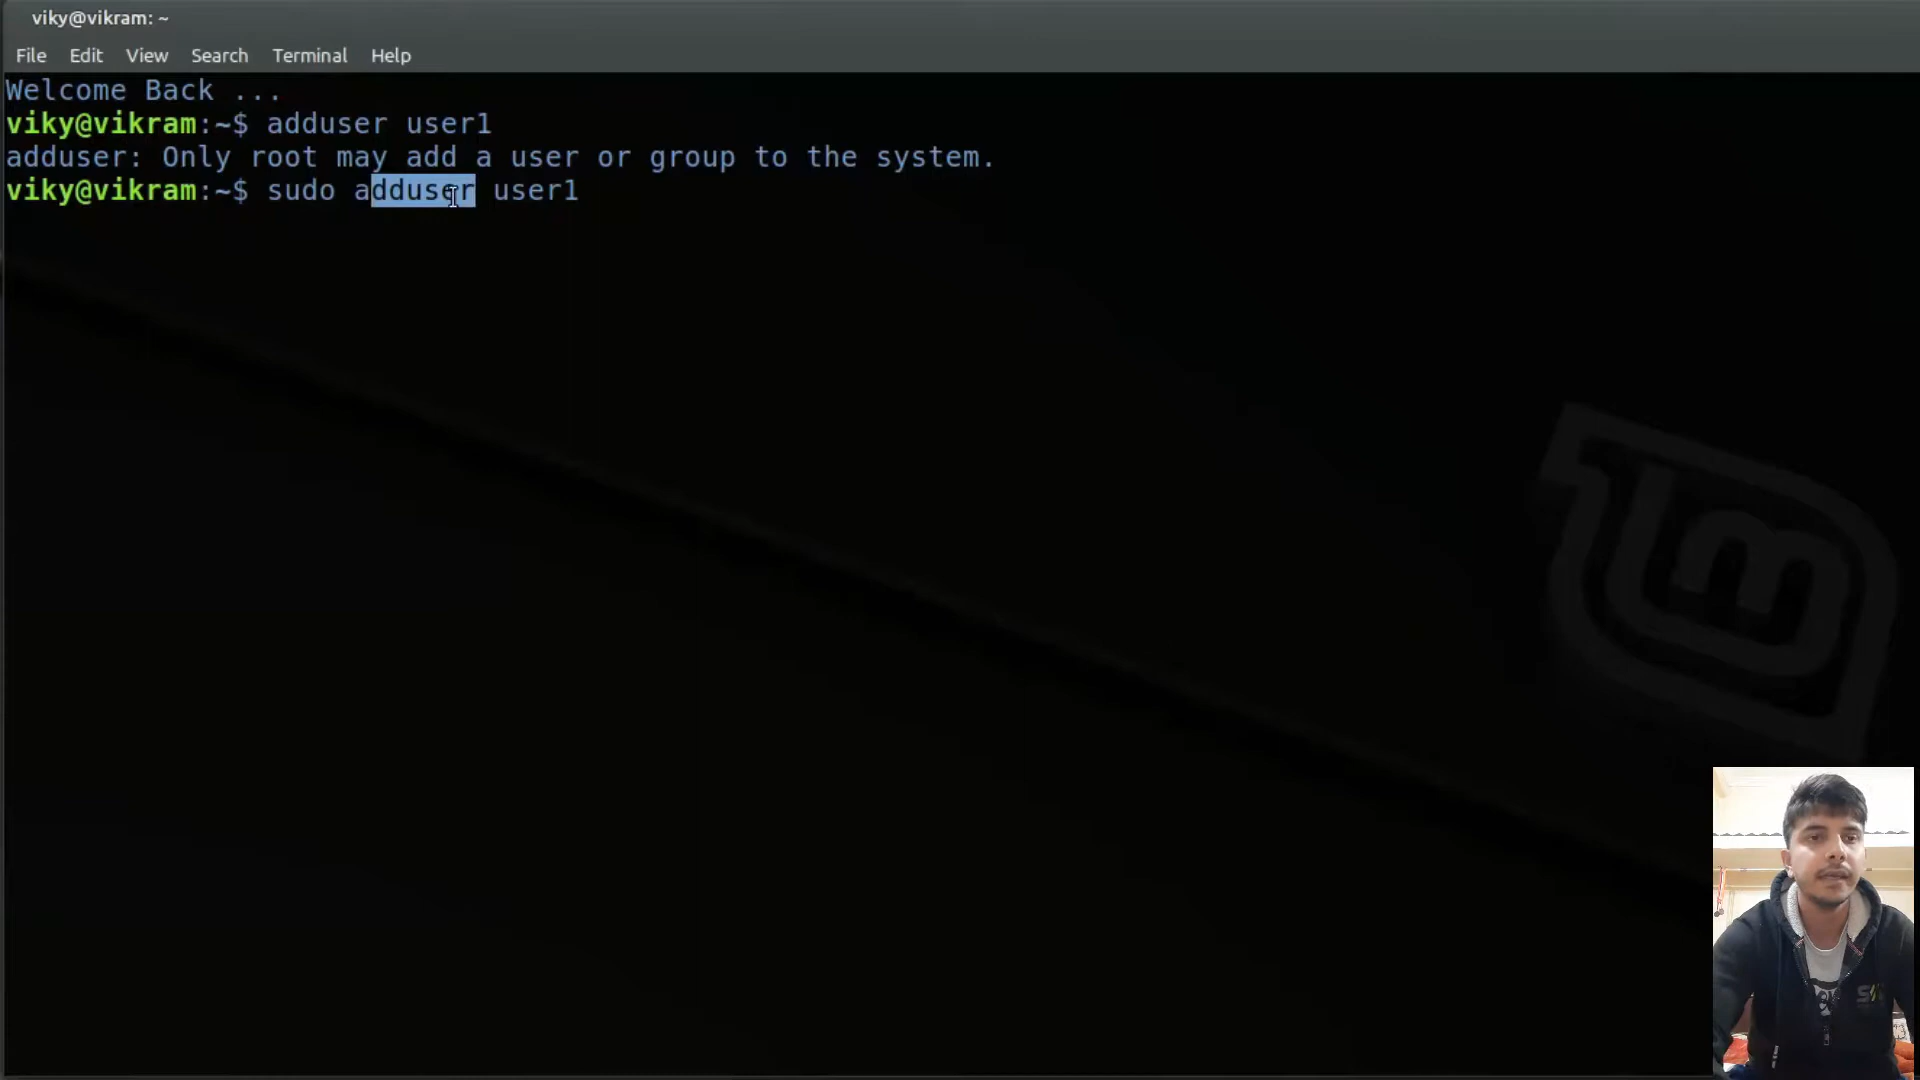 viky@vikram: ~
File Edit View Search Terminal Help
Welcome Back ...
viky@vikram:~$ adduser user1
adduser: Only root may add a user or group to the system.
viky@vikram:~$ sudo adduser user1